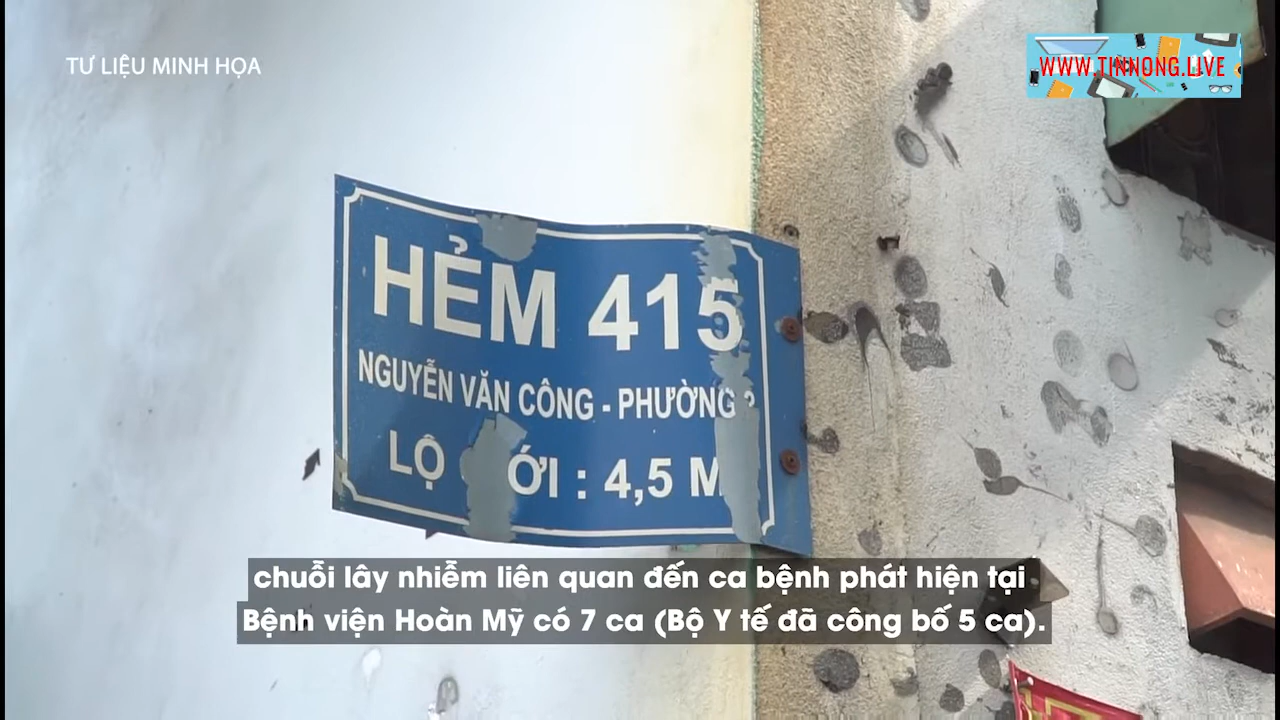 TƯ LIỆU MINH HỌA
WWW.TINNONG.LIVE
HẺM 415
NGUYỄN VĂN CÔNG - PHƯỜNG
LỘ : 4,5 M
chuỗi lây nhiễm liên quan đến ca bệnh phát hiện tại
Bệnh viện Hoàn Mỹ có 7 ca (Bộ Y tế đã công bố 5 ca).